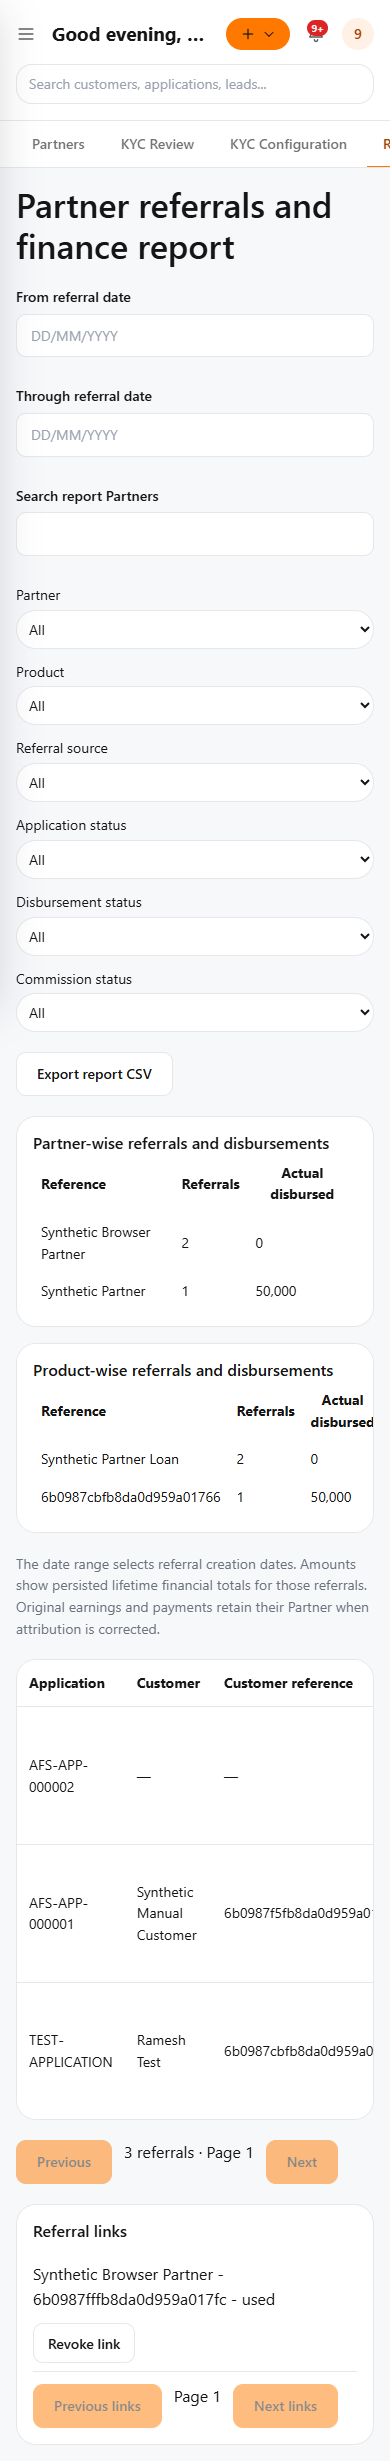 Good evening, ...
9+
9
Search customers, applications, leads...
Partners KYC Review KYC Configuration R
Partner referrals and
finance report
From referral date
DD/MM/YYYY
Through referral date
DD/MM/YYYY
Search report Partners
Partner
All
Product
All
Referral source
All
Application status
All
Disbursement status
All
Commission status
All
Export report CSV
Partner-wise referrals and disbursements
Reference Referrals Actual disbursed
Synthetic Browser Partner 2 0
Synthetic Partner 1 50,000
Product-wise referrals and disbursements
Reference Referrals Actual disbursed
Synthetic Partner Loan 2 0
6b0987cbfb8da0d959a01766 1 50,000
The date range selects referral creation dates. Amounts
show persisted lifetime financial totals for those referrals.
Original earnings and payments retain their Partner when
attribution is corrected.
Application Customer Customer reference
AFS-APP-000002 — —
AFS-APP-000001 Synthetic Manual Customer 6b0987f5fb8da0d959a01
TEST-APPLICATION Ramesh Test 6b0987cbfb8da0d959a0
Previous 3 referrals · Page 1 Next
Referral links
Synthetic Browser Partner -
6b0987fffb8da0d959a017fc - used
Revoke link
Previous links Page 1 Next links